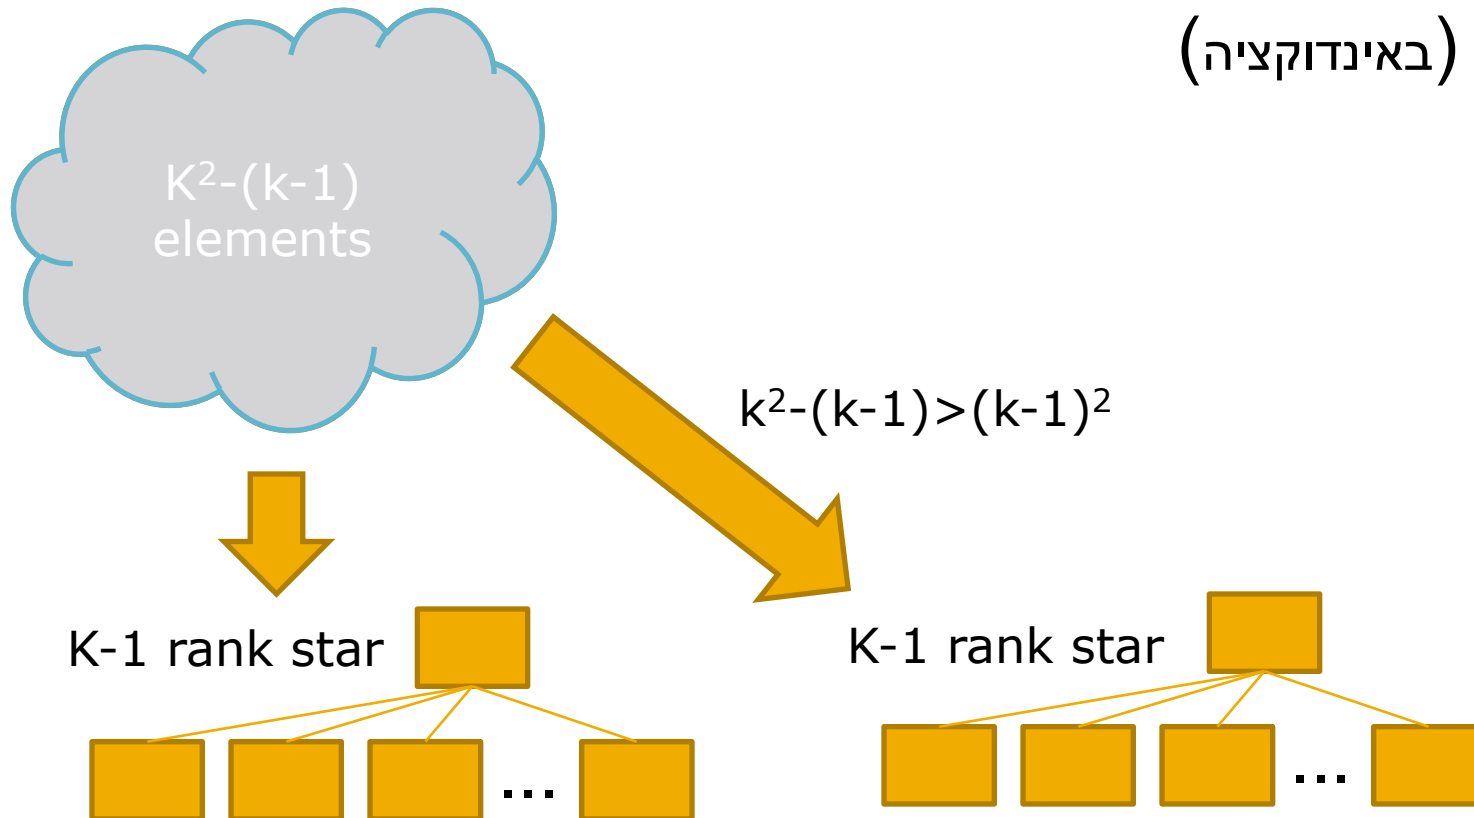 (באינדוקציה)
K²-(k-1)
elements
k²-(k-1)>(k-1)²
K-1 rank star
K-1 rank star
...
...